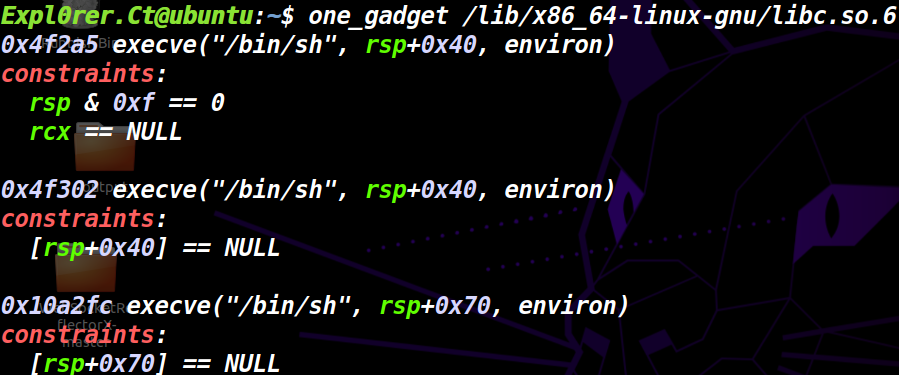 Expl0rer.Ct@ubuntu:~$ one_gadget /lib/x86_64-linux-gnu/libc.so.6
0x4f2a5 execve("/bin/sh", rsp+0x40, environ)
constraints:
  rsp & 0xf == 0
  rcx == NULL
0x4f302 execve("/bin/sh", rsp+0x40, environ)
constraints:
  [rsp+0x40] == NULL
0x10a2fc execve("/bin/sh", rsp+0x70, environ)
flectorX-
constraints:
master
  [rsp+0x70] == NULL